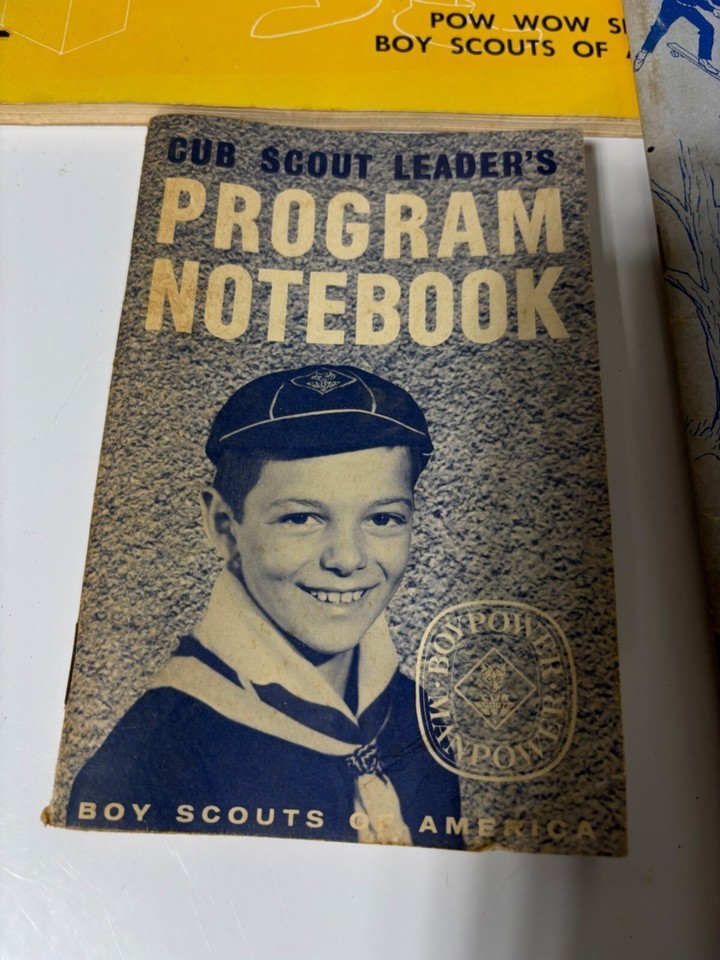 POW WOW
BOY SCOUTS OF
CUB SCOUT LEADER'S
PROGRAM
NOTEBOOK
BOYPOWER
MANPOWER
BOY SCOUTS OF AMERICA